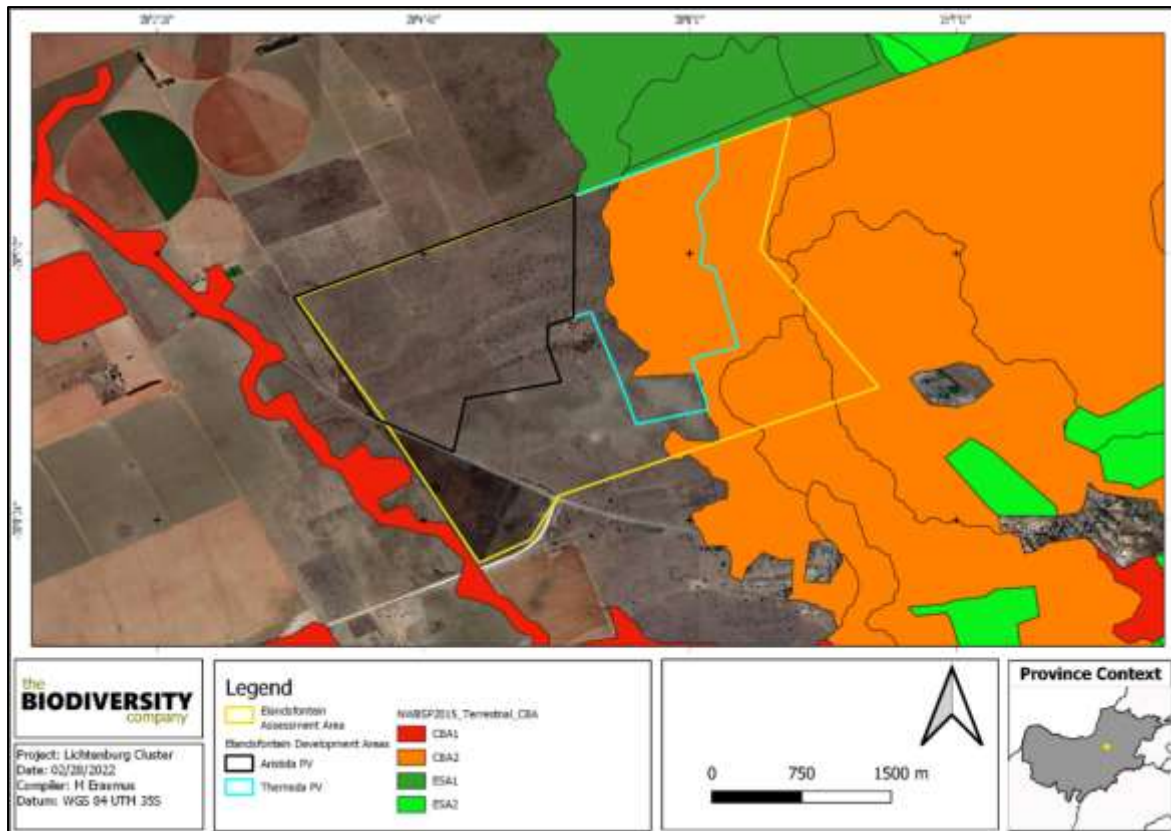 the
BIODIVERSITY
company
Project: Lichtenburg Cluster
Date: 02/28/2022
Compiler: M Erasmus
Datum: WGS 84 UTM 35S
Legend
Elandsfontein
Assessment Area
Elandsfontein Development Areas
Aristida PV
Themeda PV
NWBSP2015_Terrestrial_CBA
CBA1
CBA2
ESA1
ESA2
0 750 1500 m
Province Context